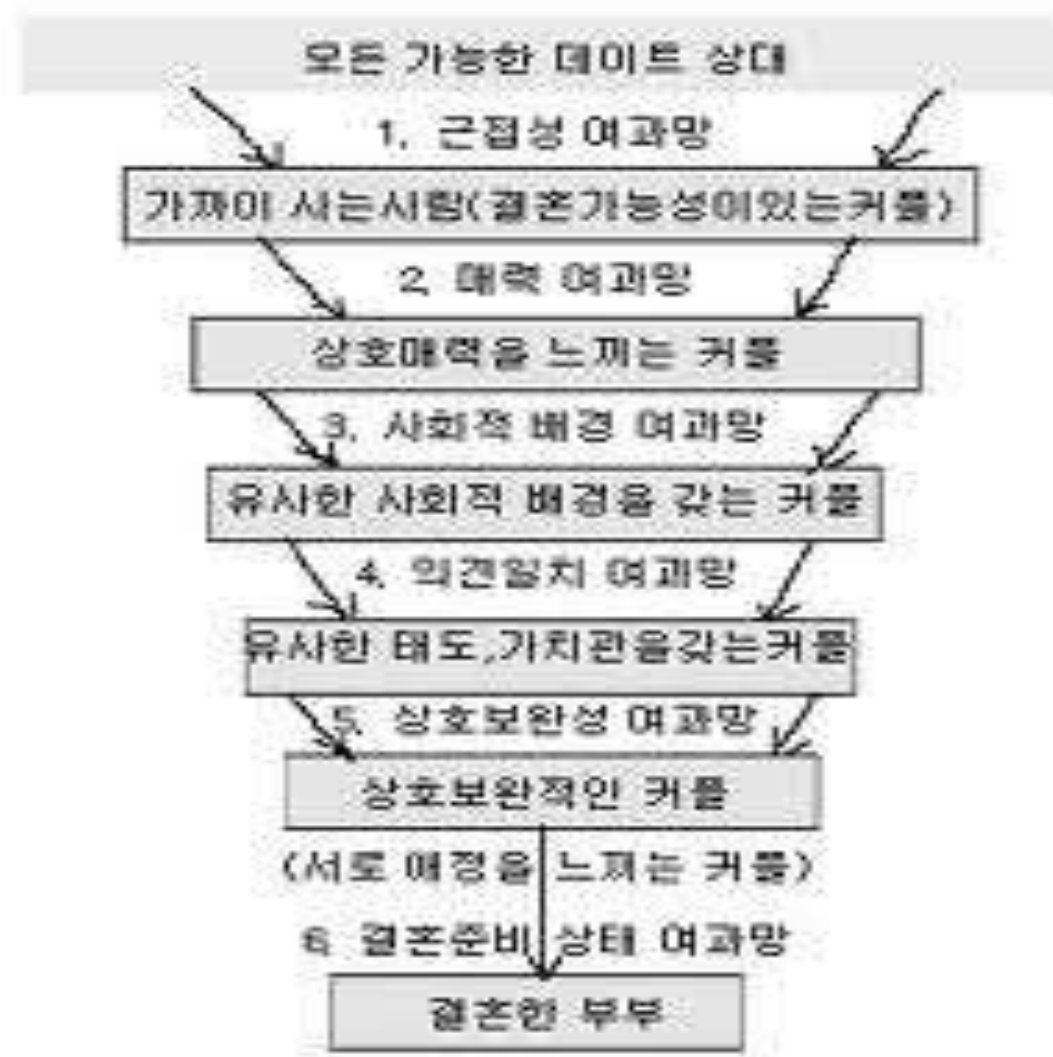 모든 가능한 데이트 상대
1. 근접성 여과망
가까이 사는사람(결혼가능성이있는커플)
2. 매력 여과망
상호매력을 느끼는 커플
3. 사회적 배경 여과망
유사한 사회적 배경을 갖는 커플
4. 의견일치 여과망
유사한 태도,가치관을갖는커플
5. 상호보완성 여과망
상호보완적인 커플
(서로 애정을 느끼는 커플)
6. 결혼준비 상태 여과망
결혼한 부부